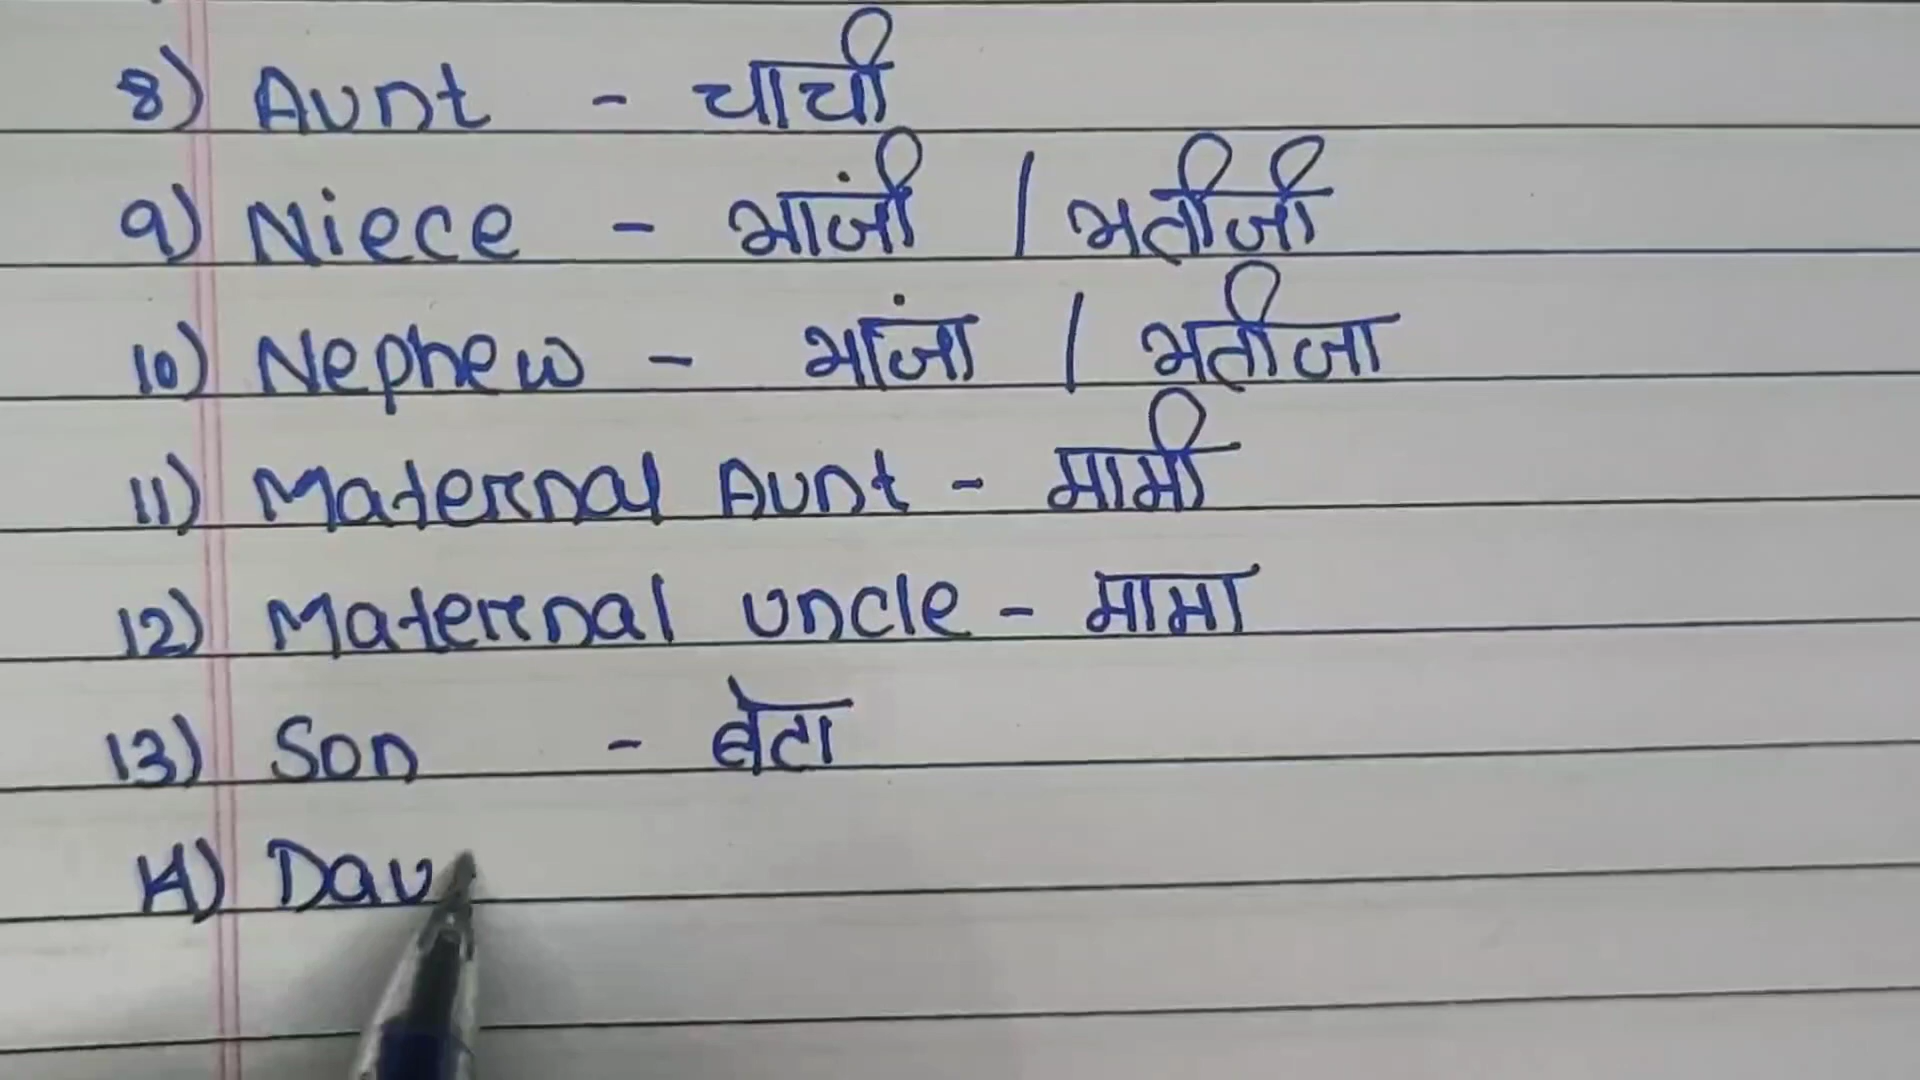 8) Aunt - चाची
9) Niece - भांजी / भतीजी
10) Nephew - भांजा / भतीजा
11) Maternal Aunt - मामी
12) Maternal uncle - मामा
13) Son - बेटा
14) Dau